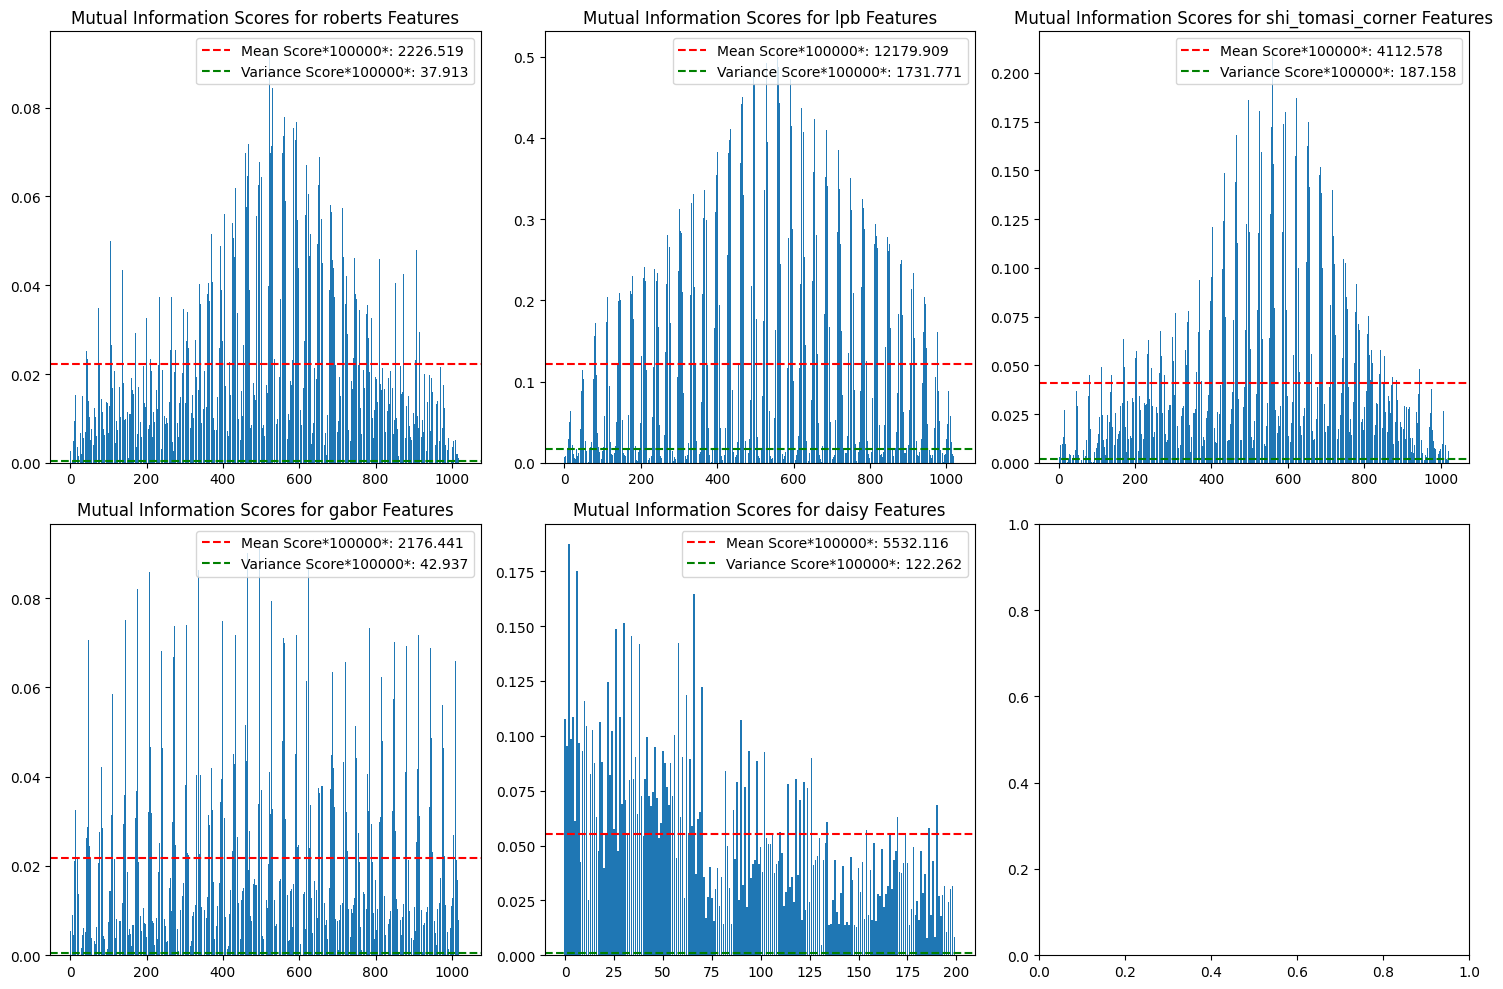 Mutual Information Scores for roberts Features
Mean Score*100000*: 2226.519
Variance Score*100000*: 37.913
0.08
0.06
0.04
0.02
0.00
0 200 400 600 800 1000
Mutual Information Scores for lpb Features
Mean Score*100000*: 12179.909
Variance Score*100000*: 1731.771
0.5
0.4
0.3
0.2
0.1
0.0
0 200 400 600 800 1000
Mutual Information Scores for shi_tomasi_corner Features
Mean Score*100000*: 4112.578
Variance Score*100000*: 187.158
0.200
0.175
0.150
0.125
0.100
0.075
0.050
0.025
0.000
0 200 400 600 800 1000
Mutual Information Scores for gabor Features
Mean Score*100000*: 2176.441
Variance Score*100000*: 42.937
0.08
0.06
0.04
0.02
0.00
0 200 400 600 800 1000
Mutual Information Scores for daisy Features
Mean Score*100000*: 5532.116
Variance Score*100000*: 122.262
0.175
0.150
0.125
0.100
0.075
0.050
0.025
0.000
0 25 50 75 100 125 150 175 200
1.0
0.8
0.6
0.4
0.2
0.0
0.0 0.2 0.4 0.6 0.8 1.0